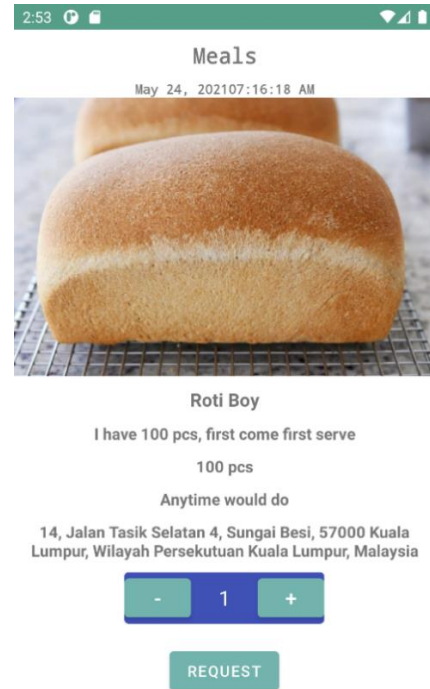 2:53
Meals
May 24, 202107:16:18 AM
Roti Boy
I have 100 pcs, first come first serve
100 pcs
Anytime would do
14, Jalan Tasik Selatan 4, Sungai Besi, 57000 Kuala
Lumpur, Wilayah Persekutuan Kuala Lumpur, Malaysia
- 1 +
REQUEST